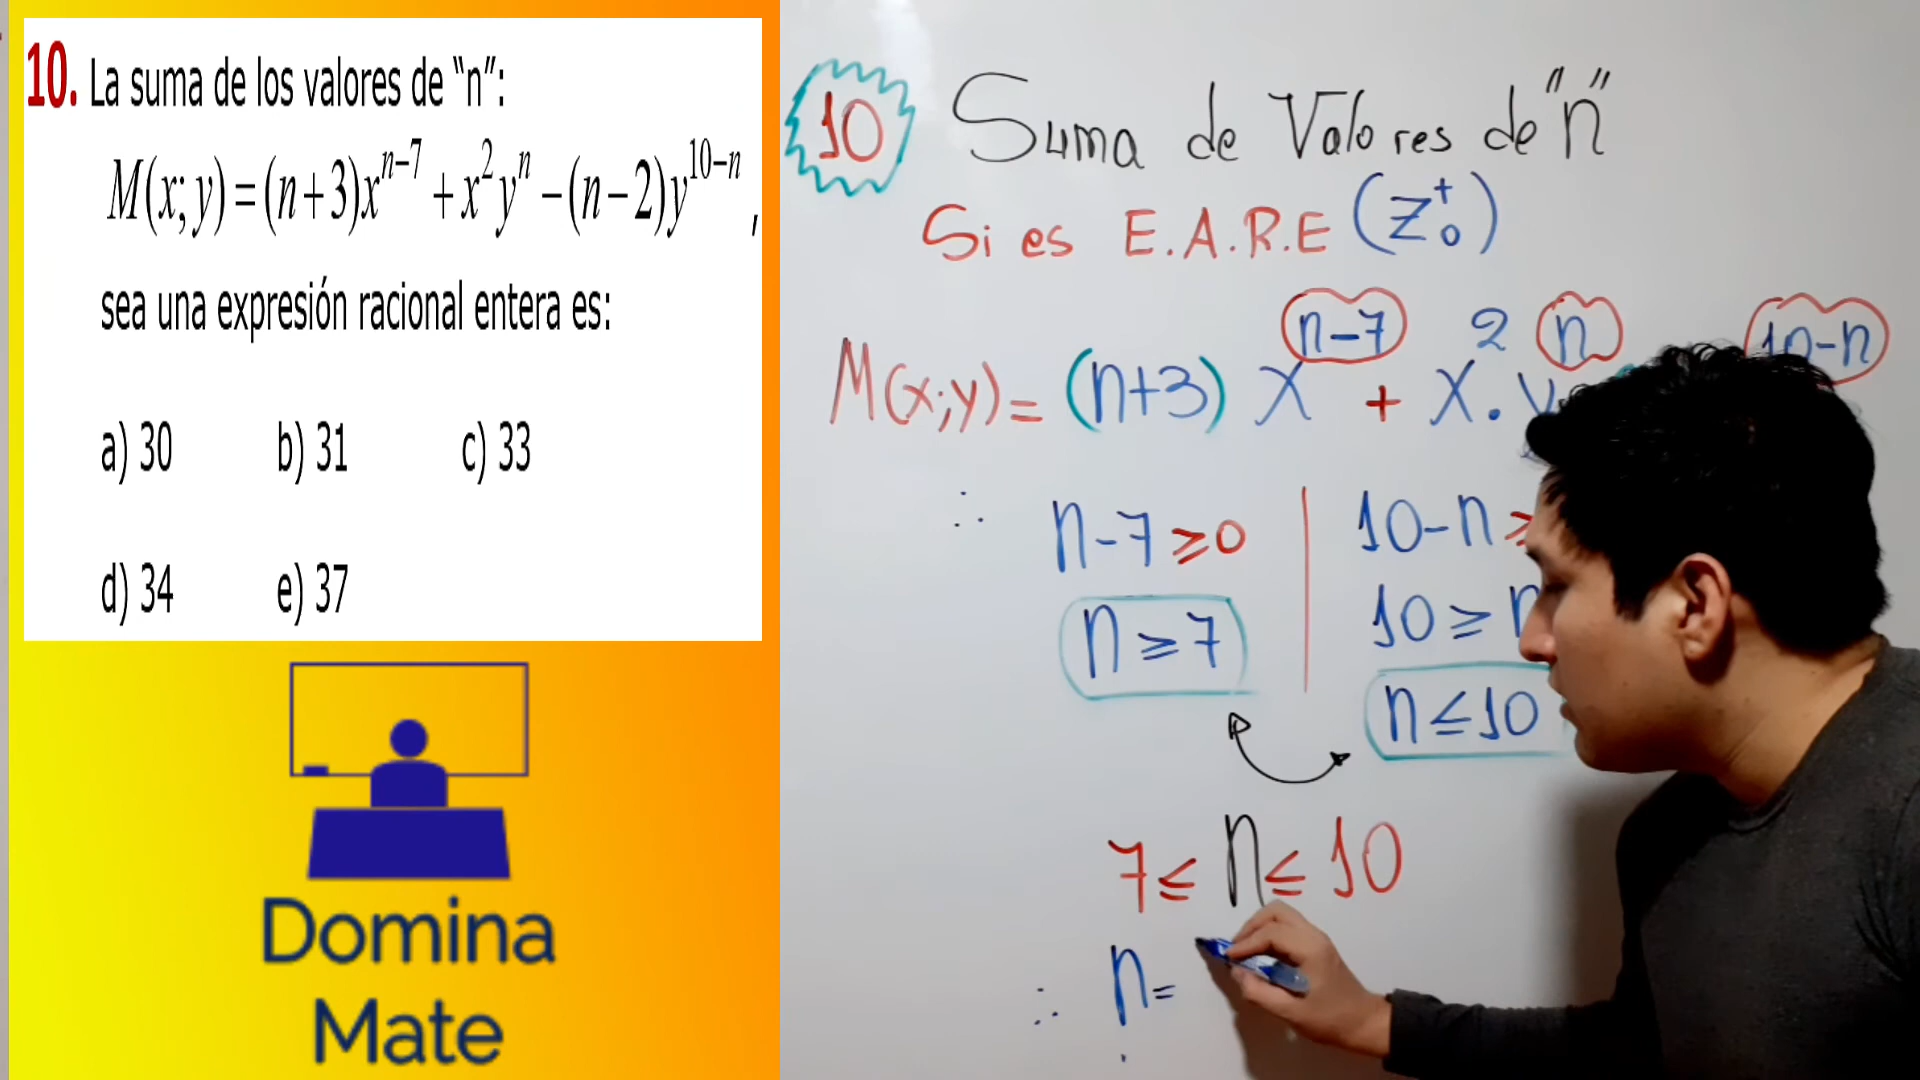 10. La suma de los valores de “n”:
M(x; y) = (n+3)x^{n−7} + x^2 y^n − (n−2)y^{10−n} ,
sea una expresión racional entera es:
a) 30 b) 31 c) 33
d) 34 e) 37
Domina
Mate
10 Suma de Valores de "n"
Si es E.A.R.E (Z_0^+)
M(x;y) = (n+3) x^{n-7} + x^2 . y^n 10-n
∴ n-7 ≥ 0 | 10-n ≥
n ≥ 7 10 ≥ n
n ≤ 10
7 ≤ n ≤ 10
∴ n =